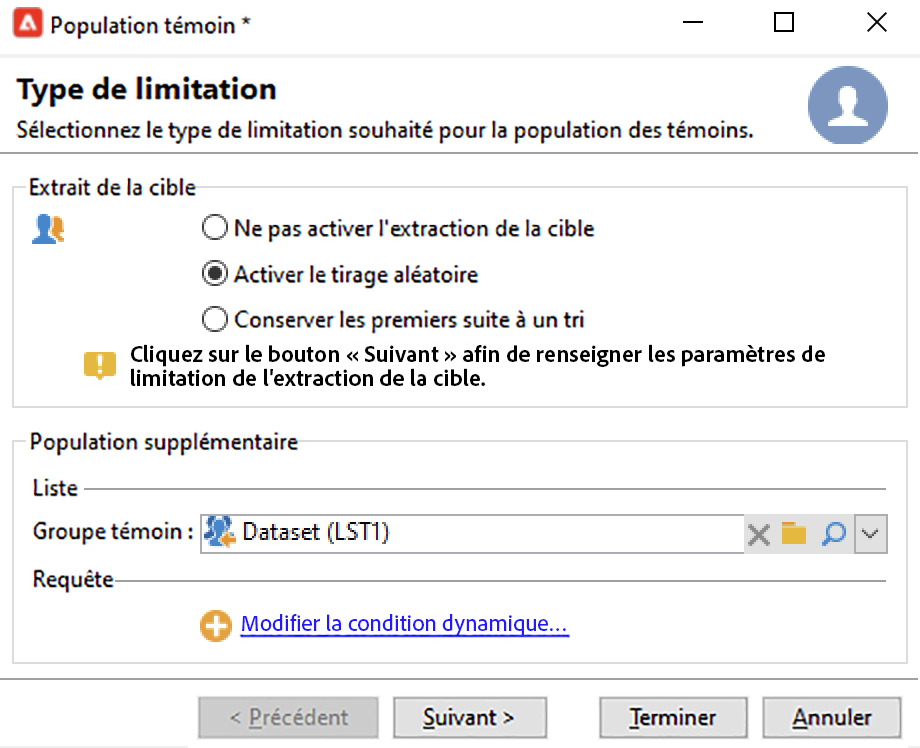 Population témoin *
Type de limitation
Sélectionnez le type de limitation souhaité pour la population des témoins.
Extrait de la cible
Ne pas activer l'extraction de la cible
Activer le tirage aléatoire
Conserver les premiers suite à un tri
Cliquez sur le bouton « Suivant » afin de renseigner les paramètres de
limitation de l'extraction de la cible.
Population supplémentaire
Liste
Groupe témoin :
Dataset (LST1)
Requête
Modifier la condition dynamique...
< Précédent
Suivant >
Terminer
Annuler